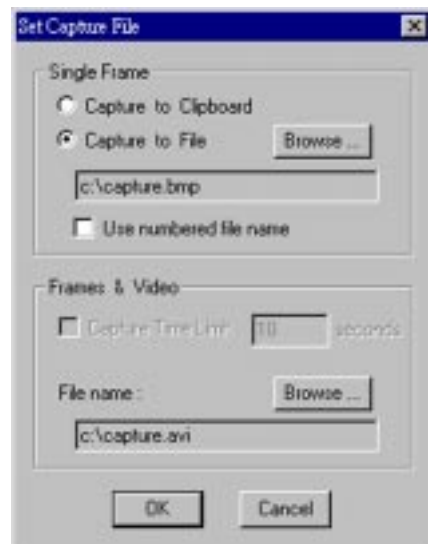 Set Capture File
Single Frame
Capture to Clipboard
Capture to File Browse ...
c:\capture.bmp
Use numbered file name
Frames & Video
Capture Time Limit 10 seconds
File name : Browse ...
c:\capture.avi
OK Cancel